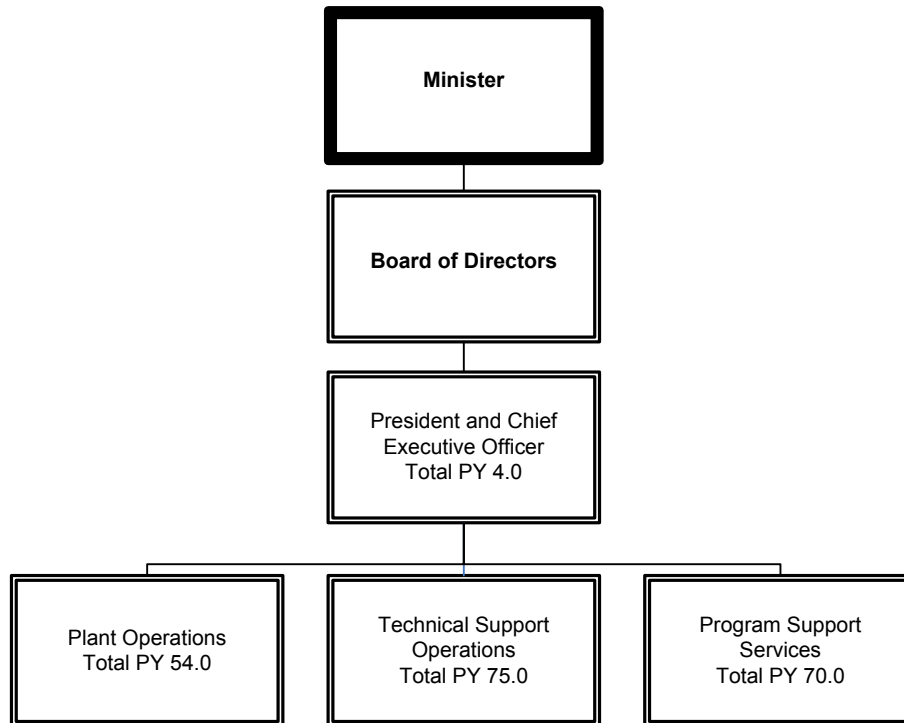 Minister
Board of Directors
President and Chief
Executive Officer
Total PY 4.0
Plant Operations
Total PY 54.0
Technical Support
Operations
Total PY 75.0
Program Support
Services
Total PY 70.0